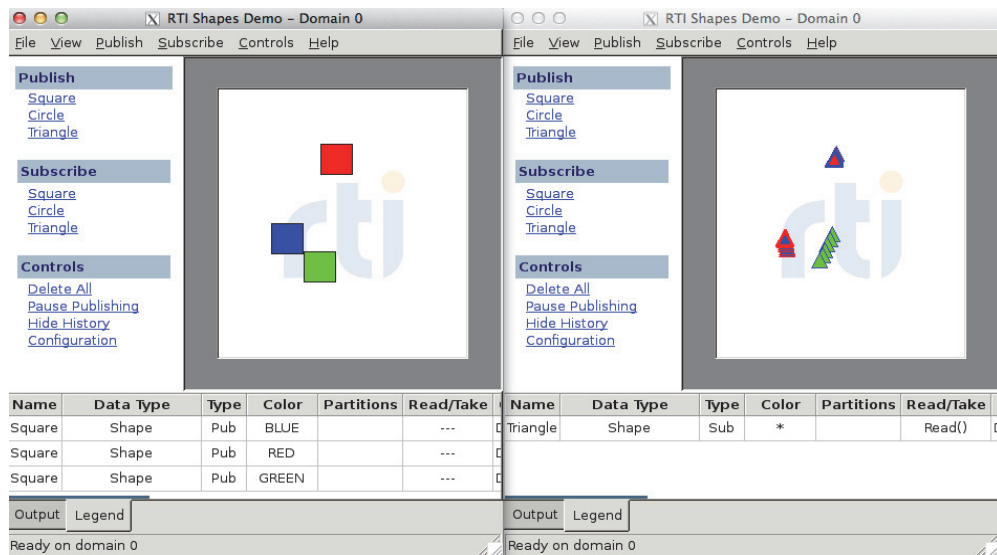 RTI Shapes Demo – Domain 0
File View Publish Subscribe Controls Help
Publish
Square
Circle
Triangle
Subscribe
Square
Circle
Triangle
Controls
Delete All
Pause Publishing
Hide History
Configuration
rti
Name Data Type Type Color Partitions Read/Take
Square Shape Pub BLUE ---
Square Shape Pub RED ---
Square Shape Pub GREEN ---
Output Legend
Ready on domain 0
RTI Shapes Demo – Domain 0
File View Publish Subscribe Controls Help
Publish
Square
Circle
Triangle
Subscribe
Square
Circle
Triangle
Controls
Delete All
Pause Publishing
Hide History
Configuration
rti
Name Data Type Type Color Partitions Read/Take
Triangle Shape Sub * Read()
Output Legend
Ready on domain 0